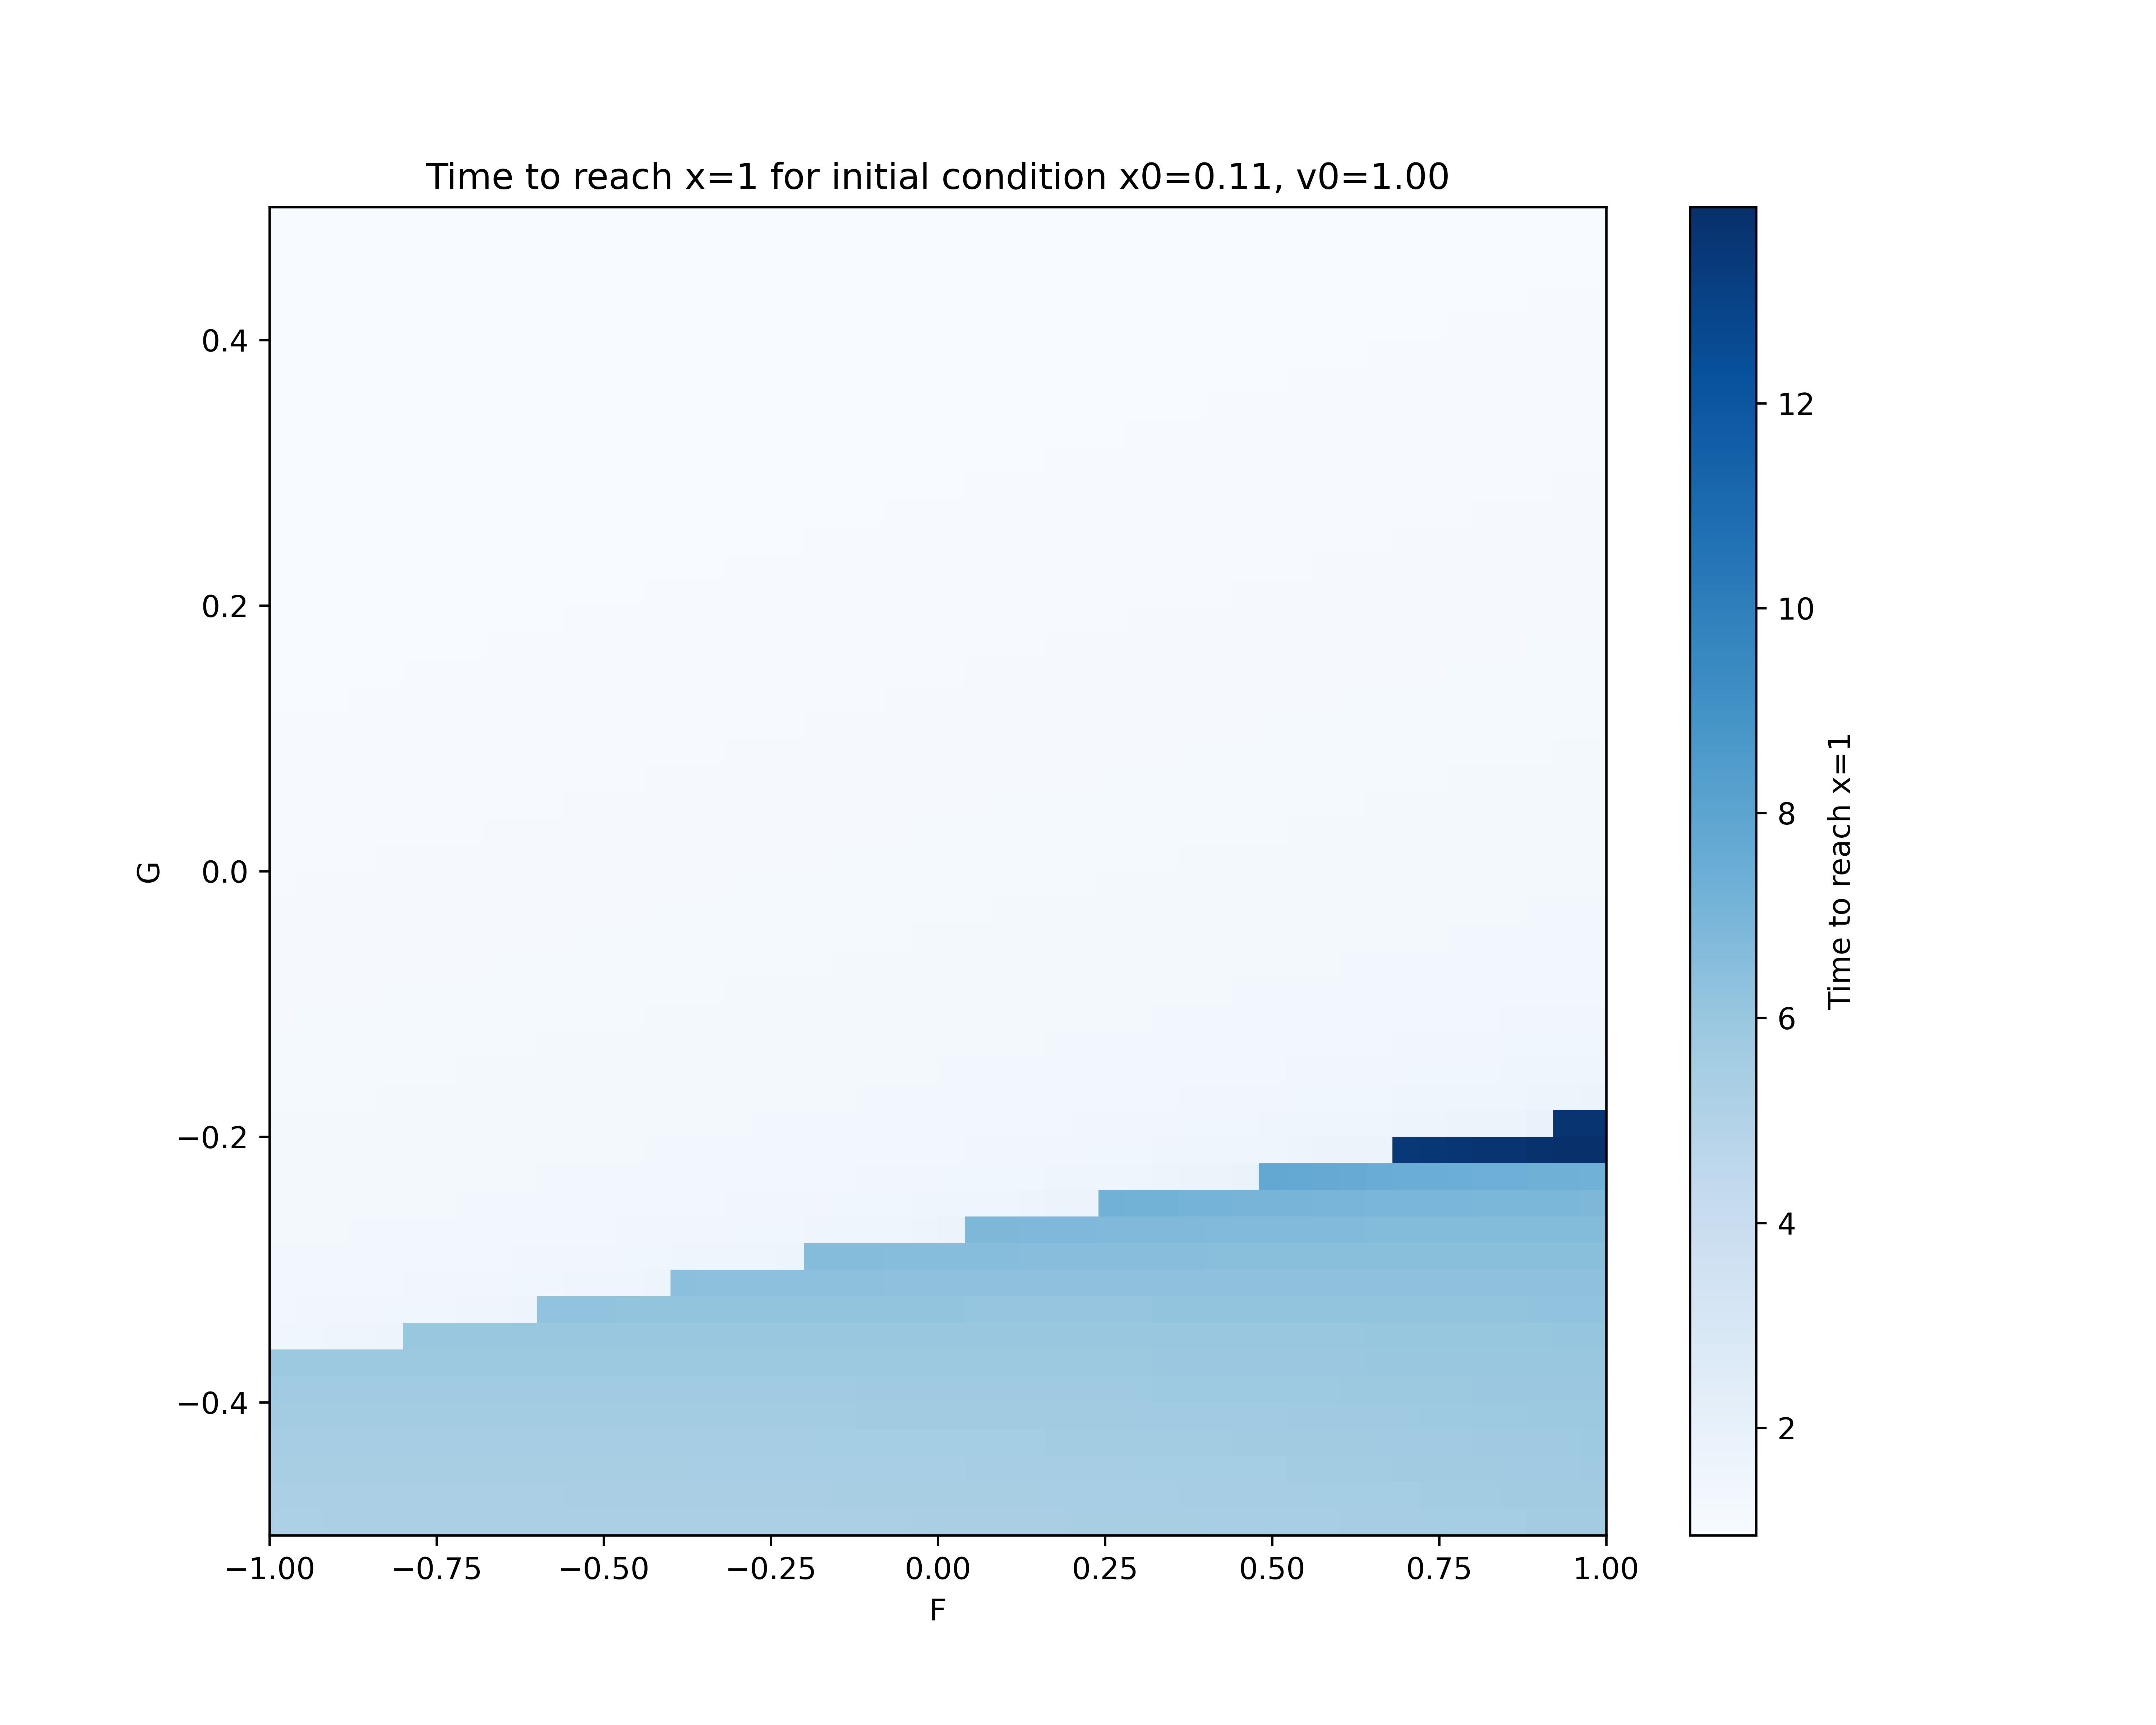 Time to reach x=1 for initial condition x0=0.11, v0=1.00
0.4
0.2
0.0
−0.2
−0.4
G
−1.00 −0.75 −0.50 −0.25 0.00 0.25 0.50 0.75 1.00
F
12
10
8
6
4
2
Time to reach x=1